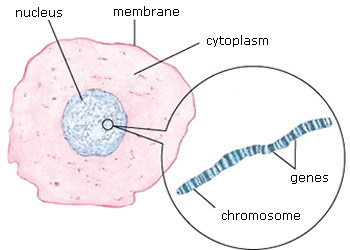 nucleus
membrane
cytoplasm
genes
chromosome